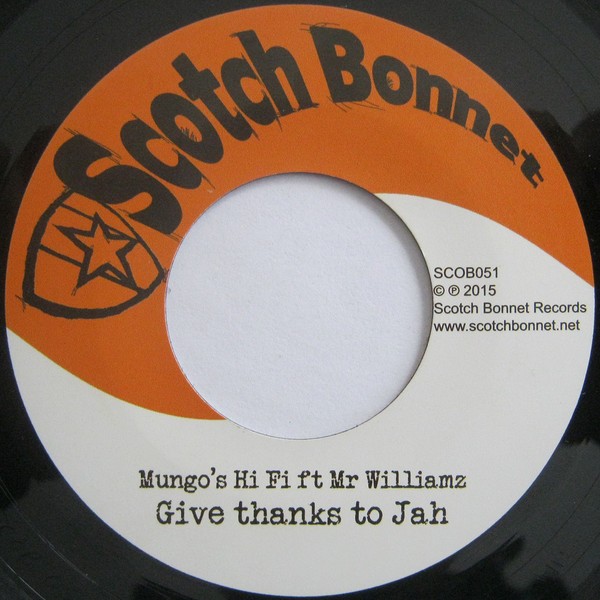 Scotch Bonnet
SCOB051
© ℗ 2015
Scotch Bonnet Records
www.scotchbonnet.net
Mungo's Hi Fi ft Mr Williamz
Give thanks to Jah